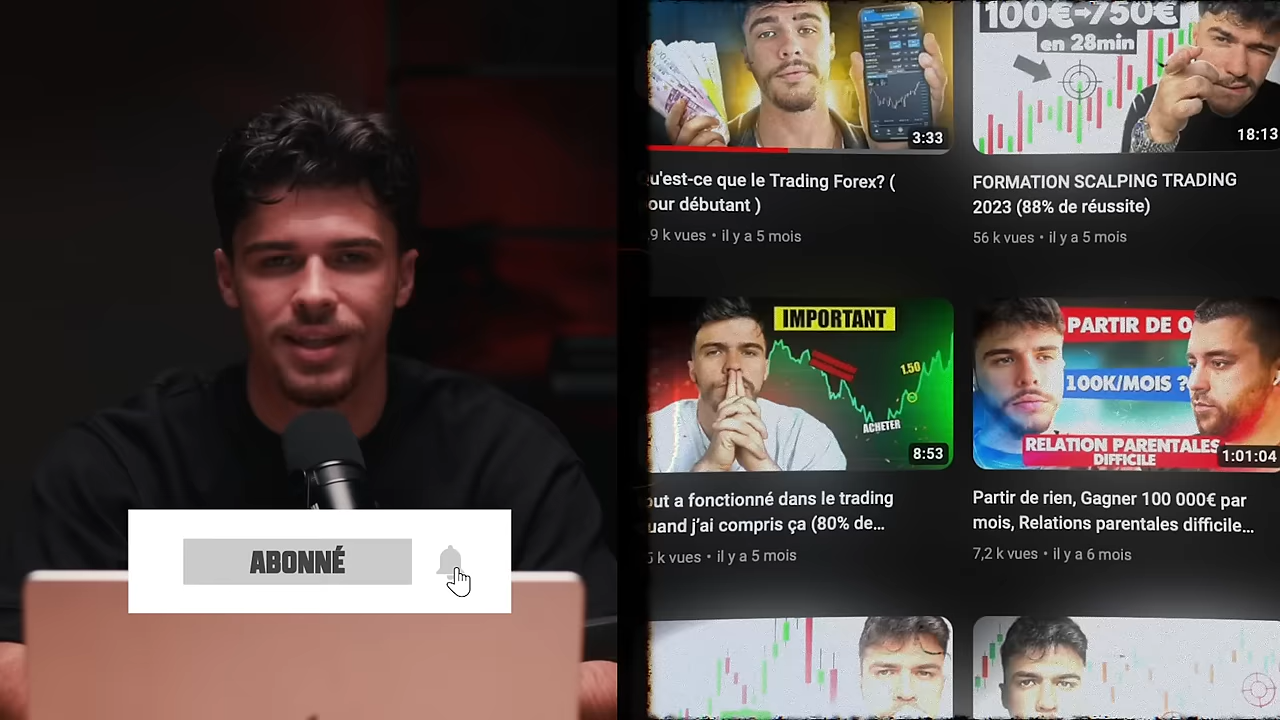 ABONNÉ
100€→750€
en 28min
3:33
18:13
u'est-ce que le Trading Forex? (
our débutant )
9 k vues • il y a 5 mois
FORMATION SCALPING TRADING
2023 (88% de réussite)
56 k vues • il y a 5 mois
IMPORTANT
1.50
ACHETER
8:53
PARTIR DE 0
100K/MOIS ?
RELATION PARENTALES
DIFFICILE
1:01:04
out a fonctionné dans le trading
uand j'ai compris ça (80% de...
k vues • il y a 5 mois
Partir de rien, Gagner 100 000€ par
mois, Relations parentales difficile...
7,2 k vues • il y a 6 mois